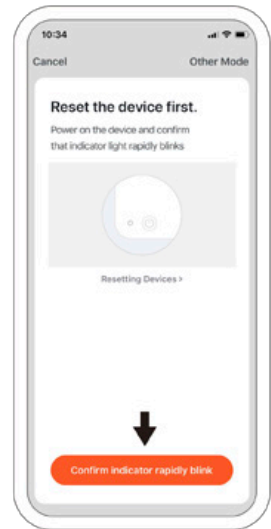 10:34
Cancel Other Mode
Reset the device first.
Power on the device and confirm
that indicator light rapidly blinks
Resetting Devices >
Confirm indicator rapidly blink